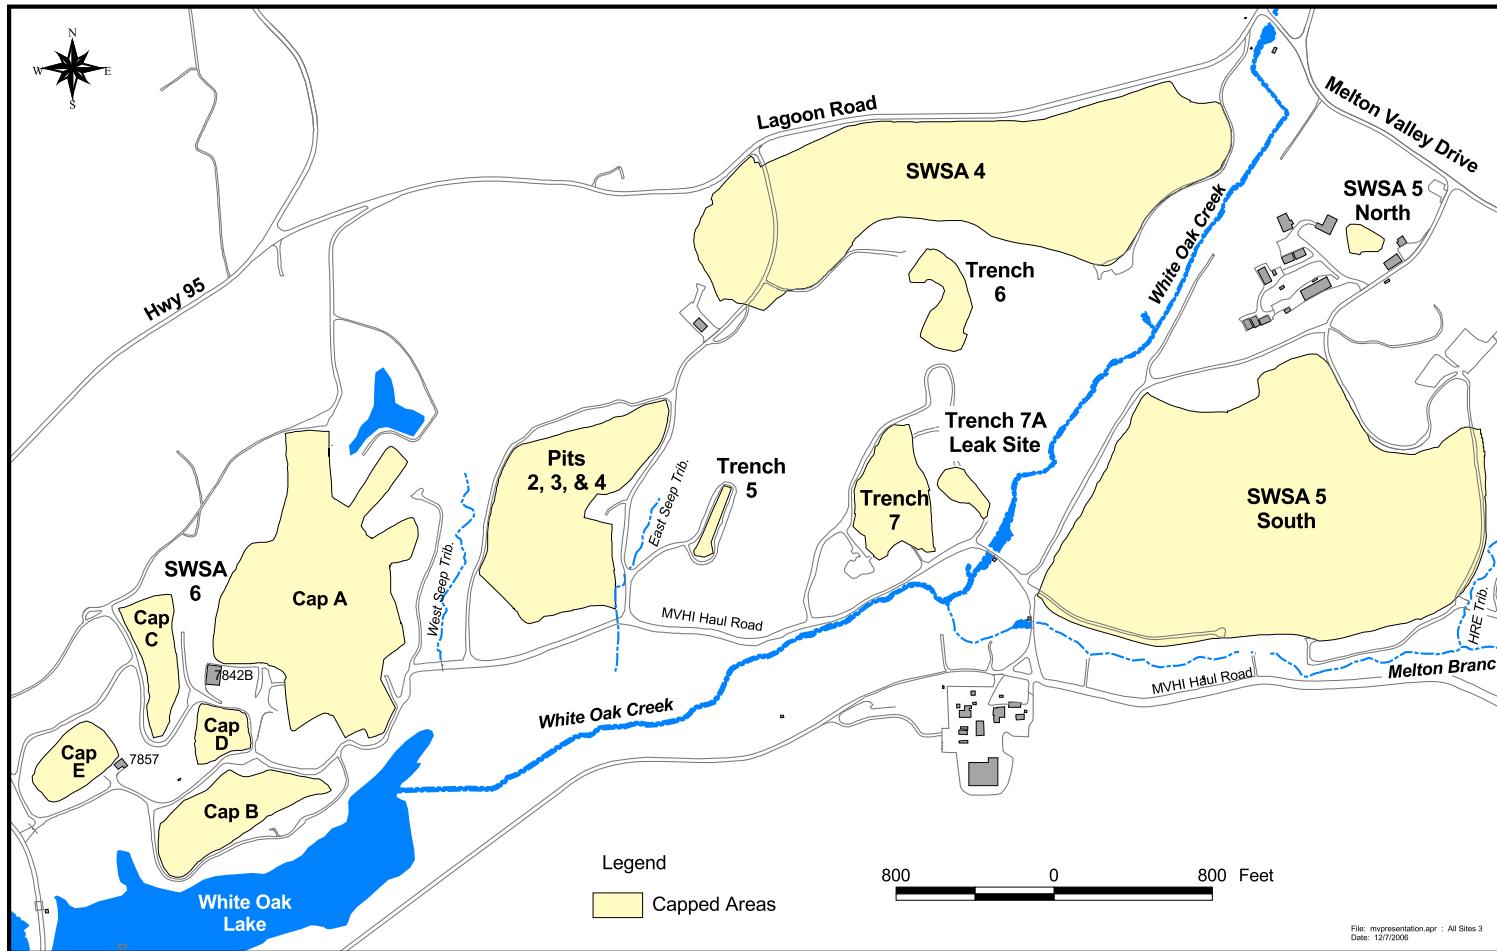 N
W
E
S
Lagoon Road
Melton Valley Drive
SWSA 4
SWSA 5
North
White Oak Creek
Hwy 95
Trench
6
Trench 7A
Leak Site
Pits
2, 3, & 4
Trench
5
Trench
7
SWSA 5
South
East Seep Trib.
West Seep Trib.
SWSA
6
Cap A
Cap
C
MVHI Haul Road
HRE Trib.
7842B
Melton Branc
MVHI Haul Road
White Oak Creek
Cap
D
Cap
E
7857
Cap B
White Oak
Lake
Legend
Capped Areas
800
0
800 Feet
File: mvpresentation.apr : All Sites 3
Date: 12/7/2006